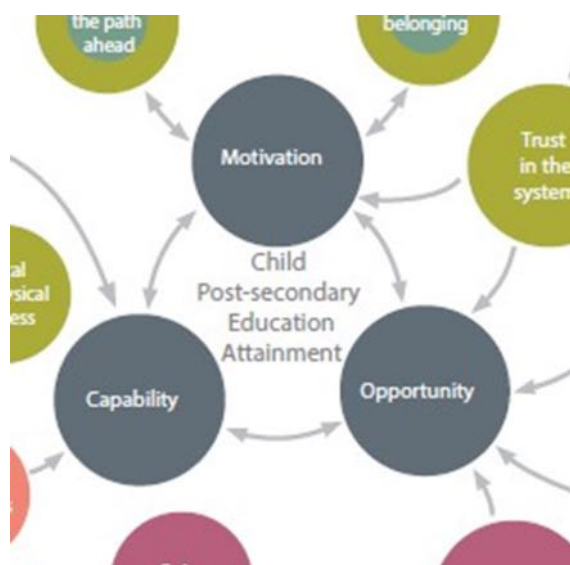 the path
ahead
belonging
Motivation
Trust
in the
system
Child
Post-secondary
Education
Attainment
Capability
Opportunity